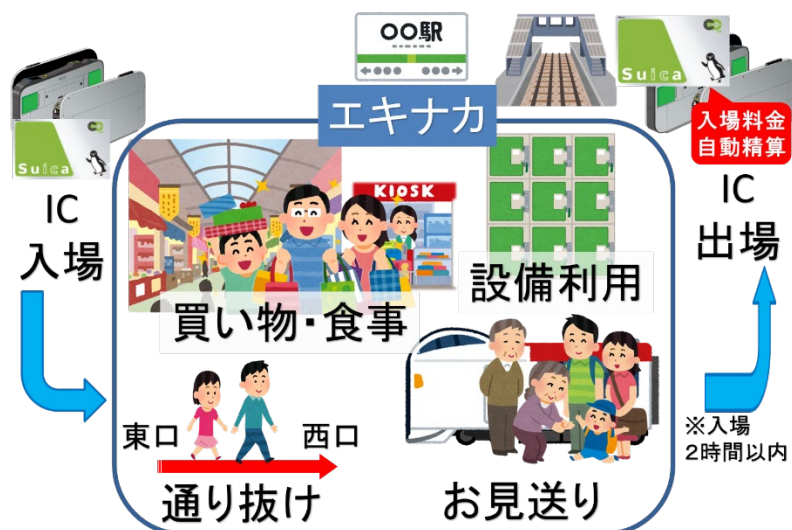 〇〇駅
エキナカ
Suica
IC
入場
KIOSK
買い物・食事
設備利用
東口
西口
通り抜け
お見送り
Suica
入場料金
自動精算
IC
出場
※入場
2時間以内